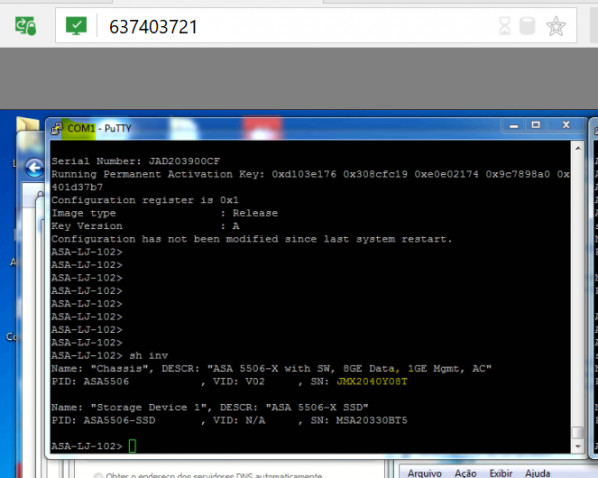 637403721
COM1 - PuTTY
Serial Number: JAD203900CF
Running Permanent Activation Key: 0xd103e176 0x308cfc19 0xe0e02174 0x9c7898a0 0x
401d37b7
Configuration register is 0x1
Image type : Release
Key Version : A
Configuration has not been modified since last system restart.
ASA-LJ-102>
ASA-LJ-102>
ASA-LJ-102>
ASA-LJ-102>
ASA-LJ-102>
ASA-LJ-102>
ASA-LJ-102>
ASA-LJ-102>
ASA-LJ-102> sh inv
Name: "Chassis", DESCR: "ASA 5506-X with SW, 8GE Data, 1GE Mgmt, AC"
PID: ASA5506 , VID: V02 , SN: JMX2040Y08T
Name: "Storage Device 1", DESCR: "ASA 5506-X SSD"
PID: ASA5506-SSD , VID: N/A , SN: MSA20330BT5
ASA-LJ-102>
Obter o endereço dos servidores DNS automaticamente
Arquivo Ação Exibir Ajuda